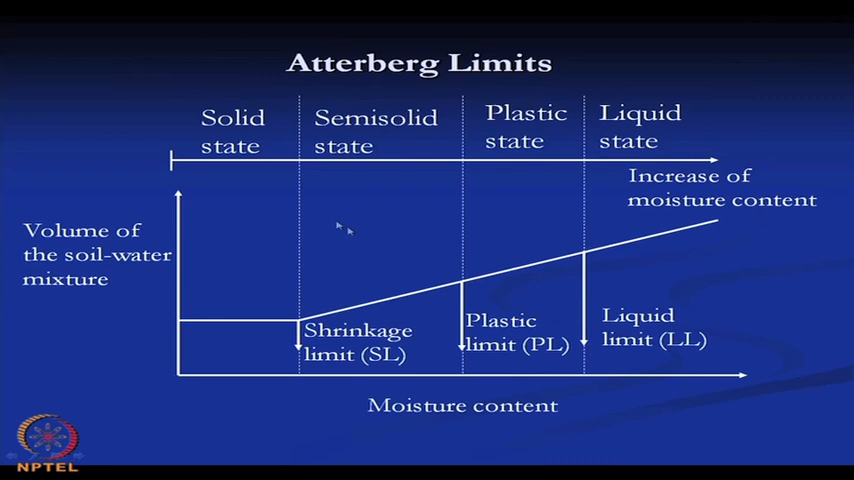 Atterberg Limits
Solid
state
Semisolid
state
Plastic
state
Liquid
state
Increase of
moisture content
Volume of
the soil-water
mixture
Shrinkage
limit (SL)
Plastic
limit (PL)
Liquid
limit (LL)
Moisture content
NPTEL